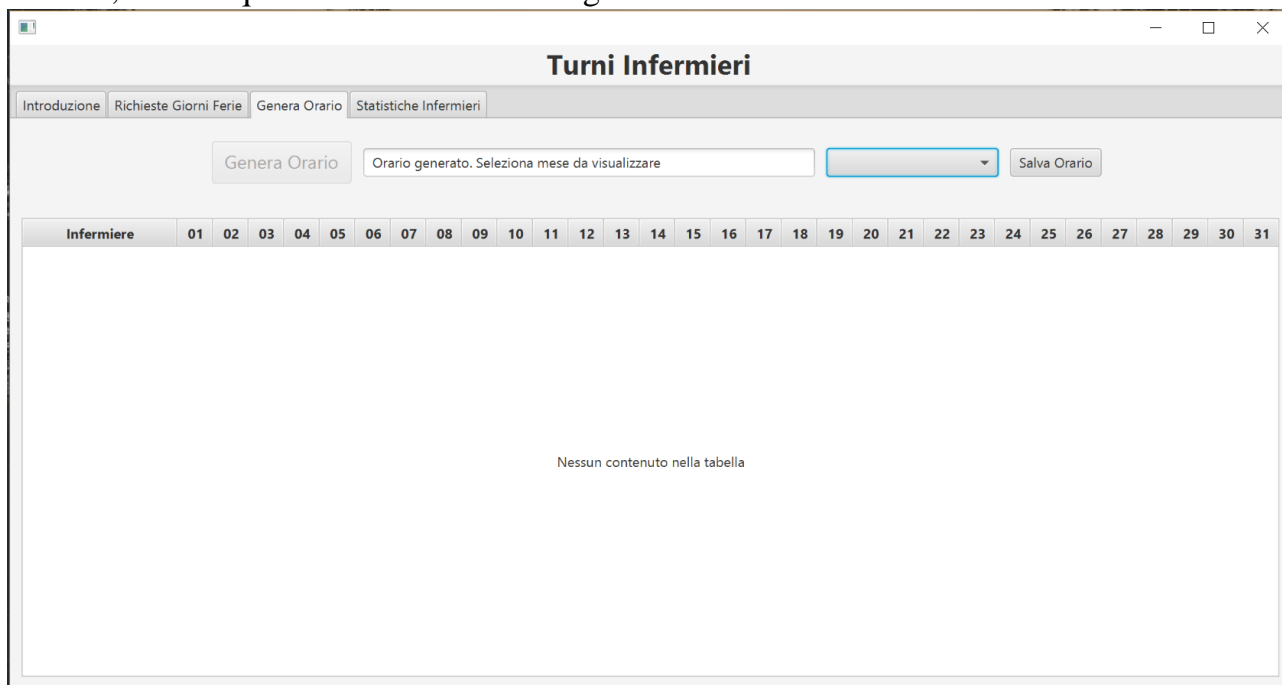 Turni Infermieri
Introduzione Richieste Giorni Ferie Genera Orario Statistiche Infermieri
Genera Orario Orario generato. Seleziona mese da visualizzare Salva Orario
Infermiere 01 02 03 04 05 06 07 08 09 10 11 12 13 14 15 16 17 18 19 20 21 22 23 24 25 26 27 28 29 30 31
Nessun contenuto nella tabella